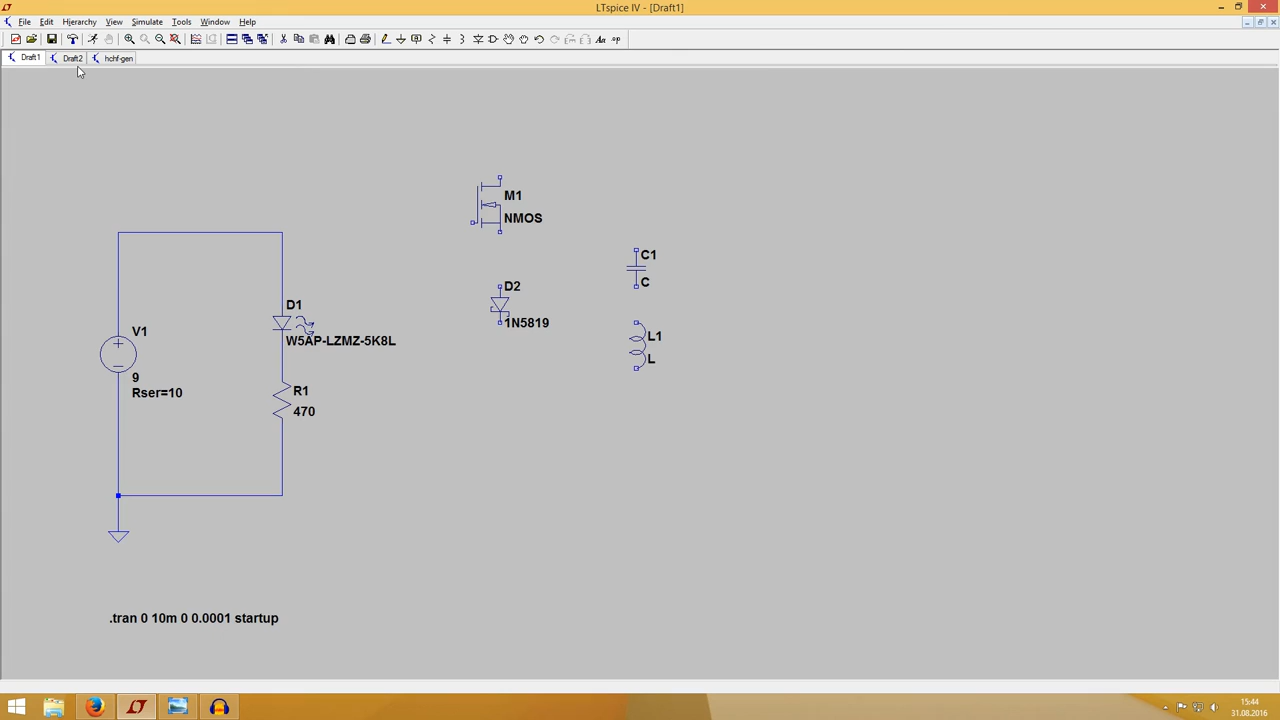 LTspice IV - [Draft1]
File Edit Hierarchy View Simulate Tools Window Help
Aa .op
Draft1 Draft2 hchf-gen
M1
NMOS
C1
C
D2
1N5819
D1
W5AP-LZMZ-5K8L
V1
9
Rser=10
L1
L
R1
470
.tran 0 10m 0 0.0001 startup
15:44
31.08.2016